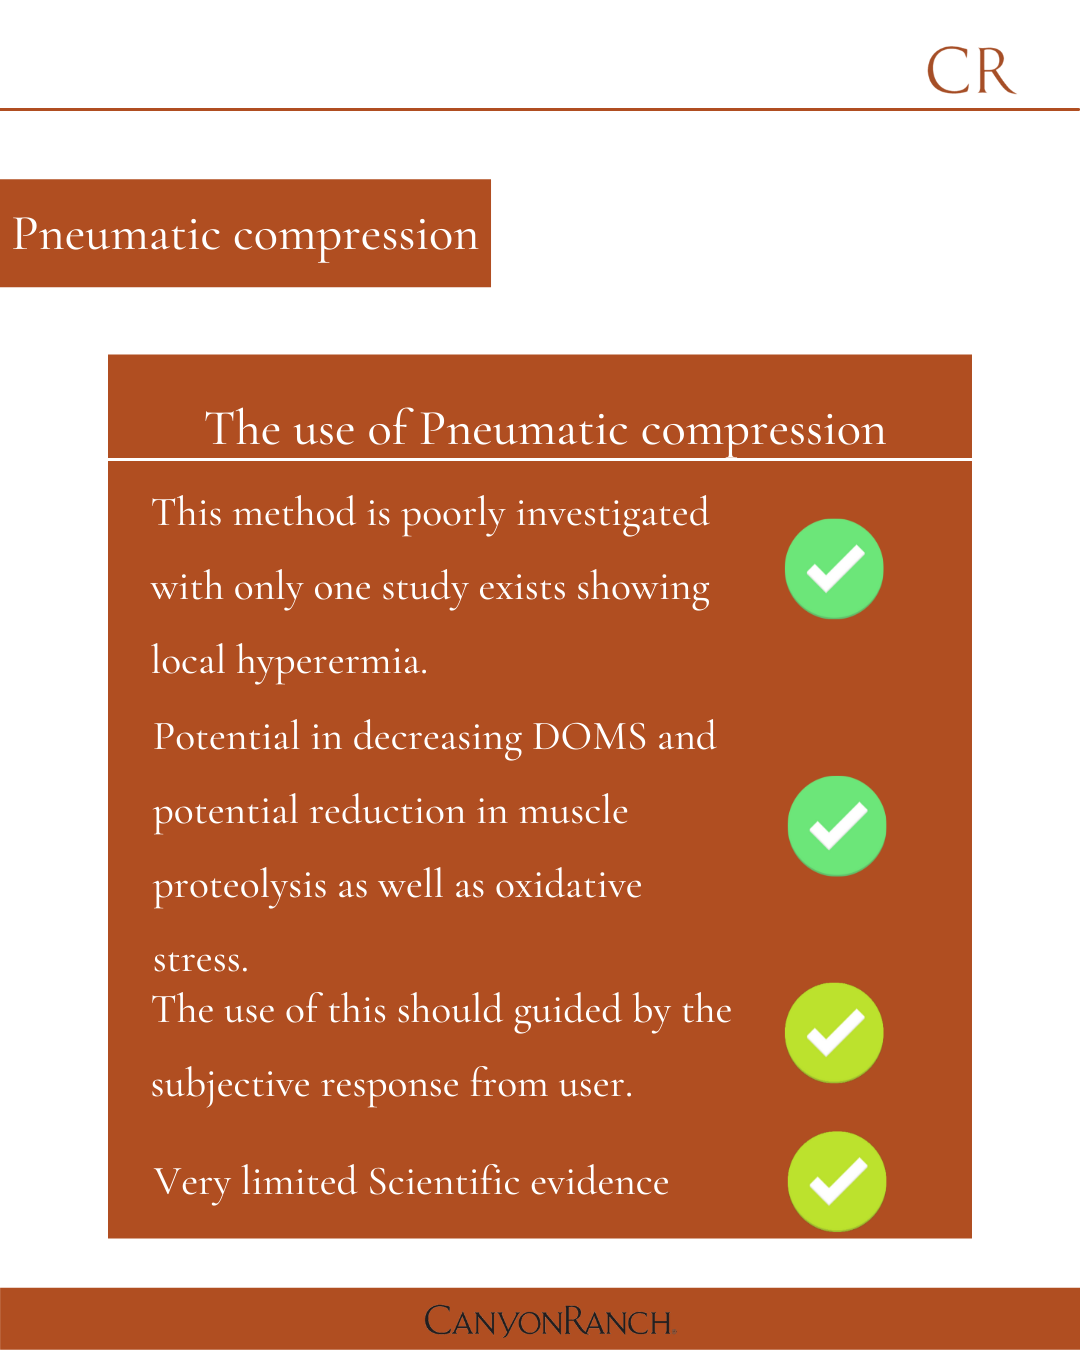 CR
Pneumatic compression
The use of Pneumatic compression
This method is poorly investigated
with only one study exists showing
local hyperermia.
Potential in decreasing DOMS and
potential reduction in muscle
proteolysis as well as oxidative
stress.
The use of this should guided by the
subjective response from user.
Very limited Scientific evidence
CANYONRANCH®